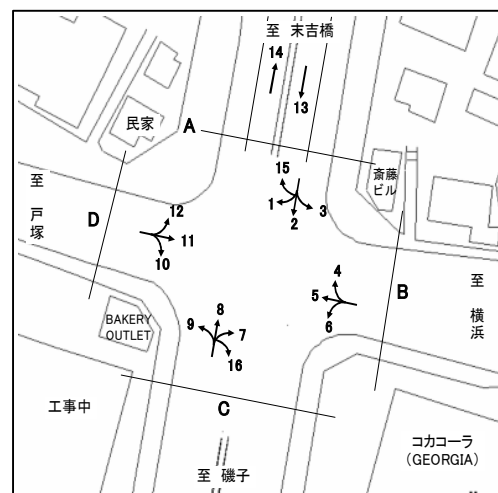 至 末吉橋
14
13
民家
A
斎藤
ビル
15
1
2
3
至
戸
塚
D
12
11
10
4
5
6
B
至
横
浜
BAKERY
OUTLET
9
8
7
16
工事中
C
コカコーラ
(GEORGIA)
至 磯子